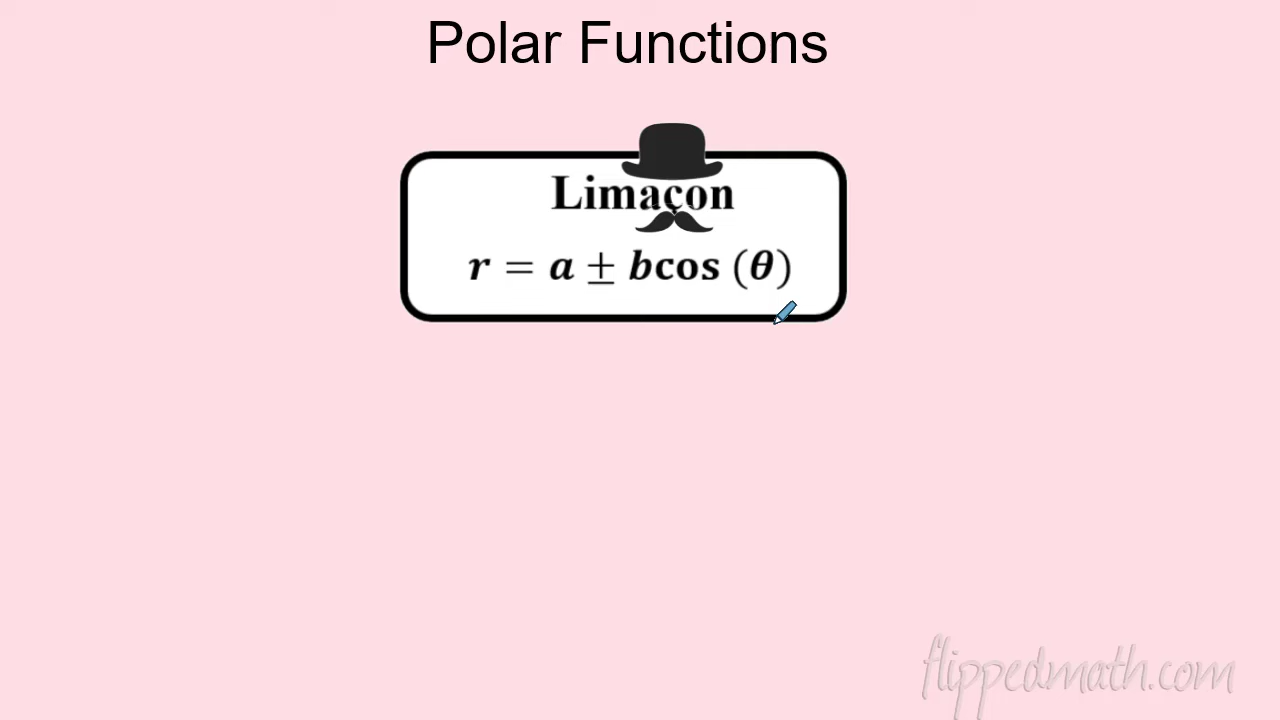 Polar Functions
Limaçon
r = a ± bcos (θ)
flippedmath.com